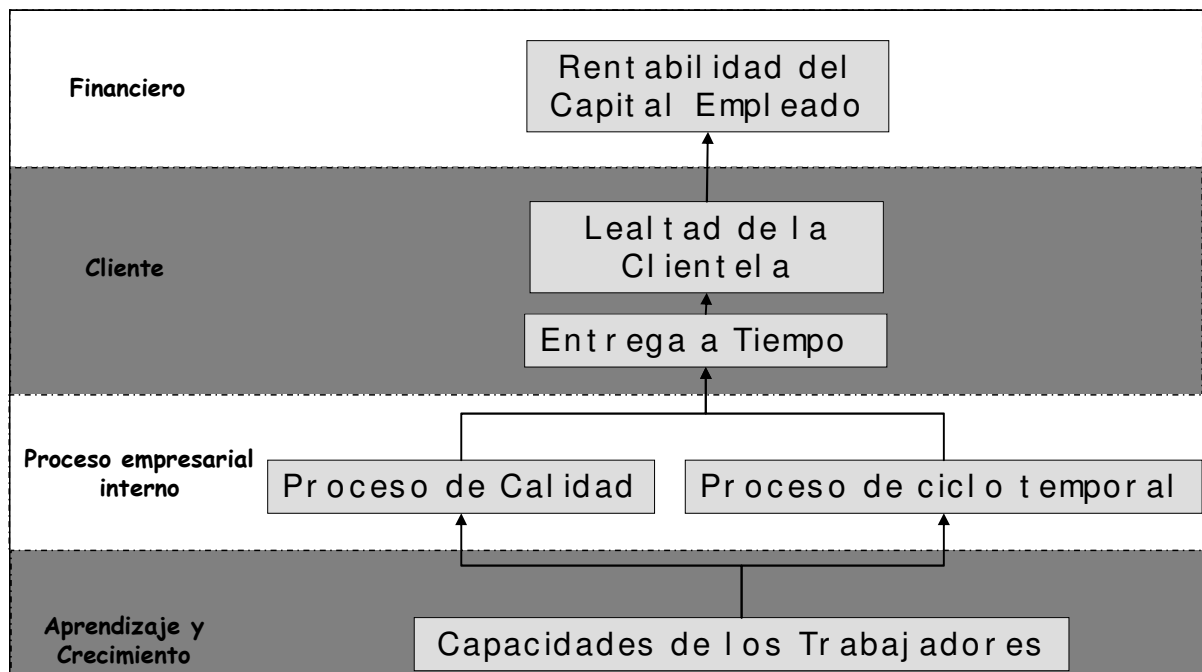 Financiero
Rentabilidad del
Capital Empleado
Cliente
Lealtad de la
Clientela
Entrega a Tiempo
Proceso empresarial
interno
Proceso de Calidad
Proceso de ciclo temporal
Aprendizaje y
Crecimiento
Capacidades de los Trabajadores